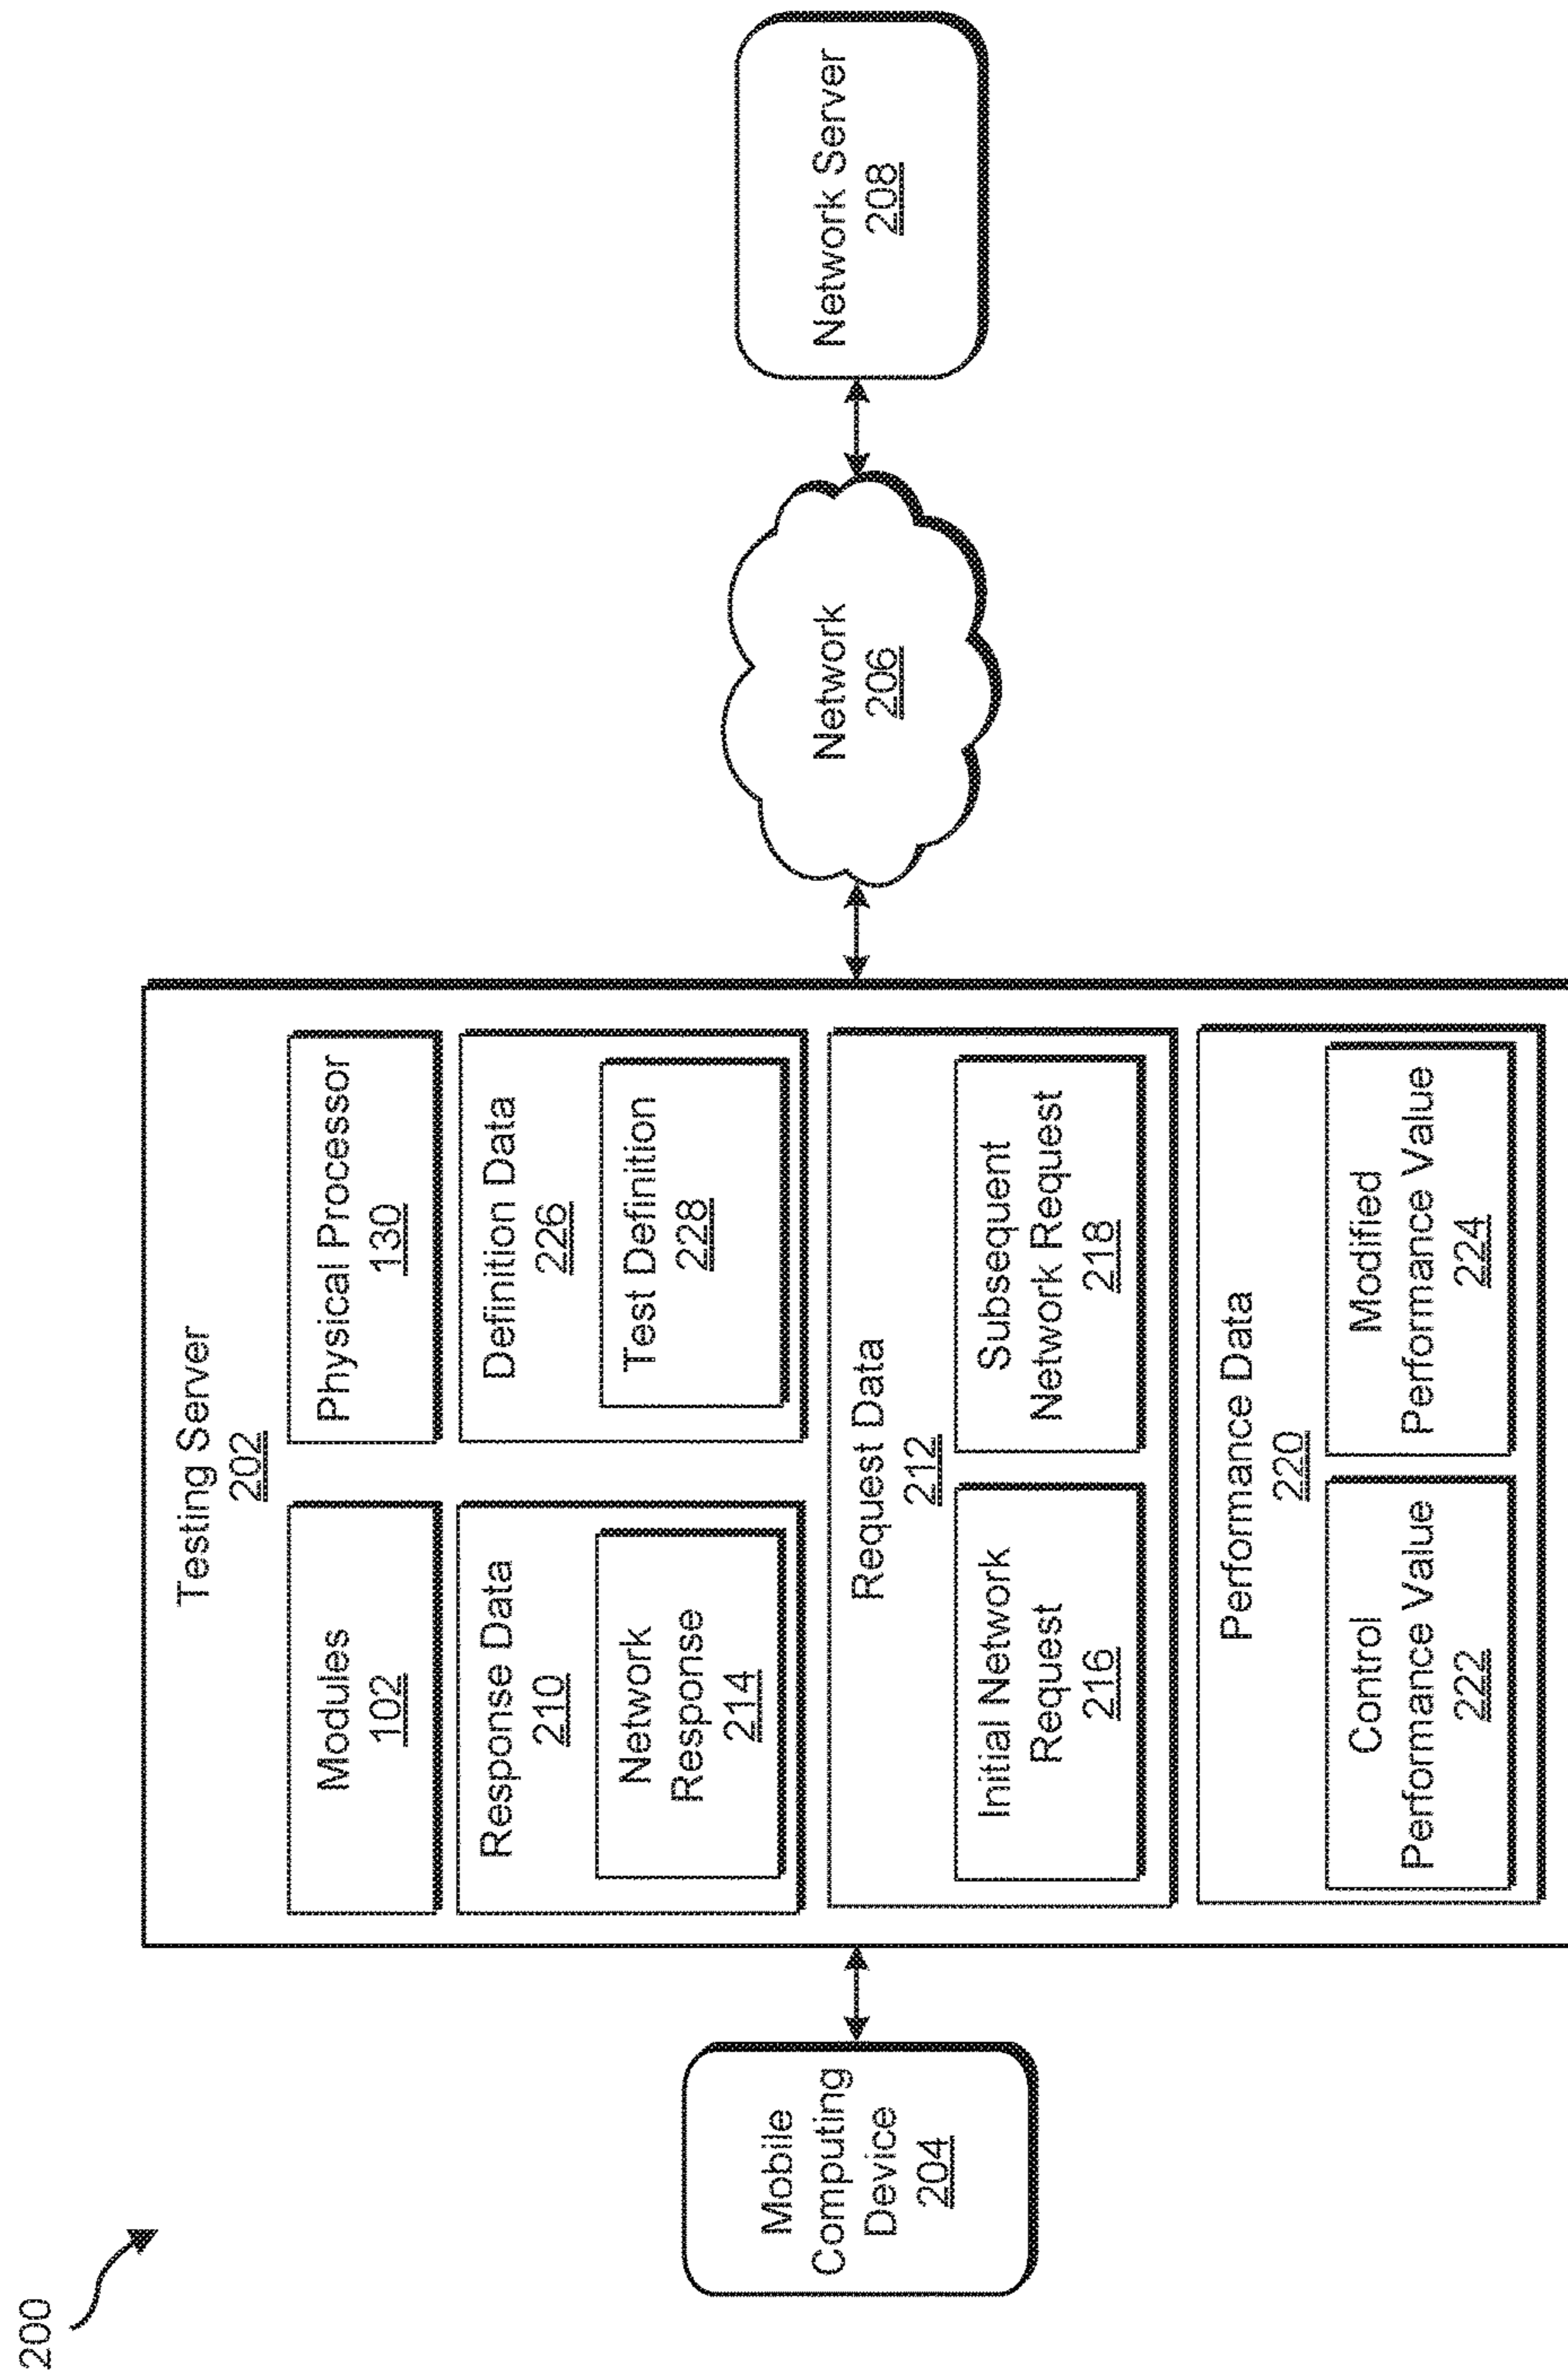 200
Mobile
Computing
Device
204
Testing Server
202
Modules
102
Physical Processor
130
Response Data
210
Network
Response
214
Definition Data
226
Test Definition
228
Request Data
212
Initial Network
Request
216
Subsequent
Network Request
218
Performance Data
220
Control
Performance Value
222
Modified
Performance Value
224
Network
206
Network Server
208